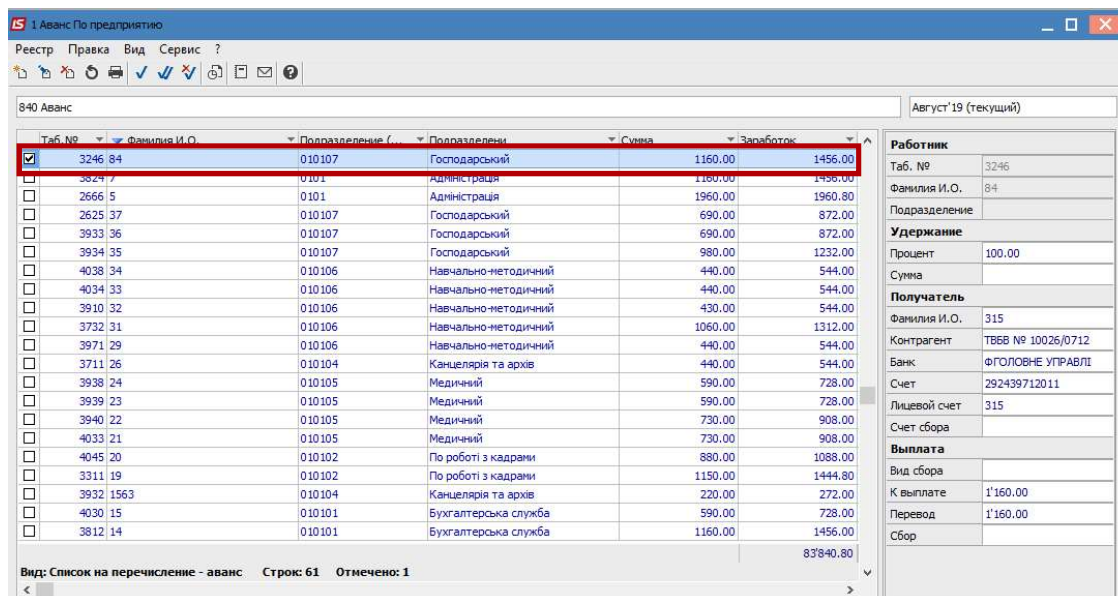 1 Аванс По предприятию
Реестр Правка Вид Сервис ?
840 Аванс Август'19 (текущий)
Таб. № Фамилия И.О. Подразделение (... Подразделени Сумма Заработок
3246 84 010107 Господарський 1160.00 1456.00
3824 7 0101 Адміністрація 1160.00 1456.00
2666 5 0101 Адміністрація 1960.00 1960.80
2625 37 010107 Господарський 690.00 872.00
3933 36 010107 Господарський 690.00 872.00
3934 35 010107 Господарський 980.00 1232.00
4038 34 010106 Навчально-методичний 440.00 544.00
4034 33 010106 Навчально-методичний 440.00 544.00
3910 32 010106 Навчально-методичний 430.00 544.00
3732 31 010106 Навчально-методичний 1060.00 1312.00
3971 29 010106 Навчально-методичний 440.00 544.00
3711 26 010104 Канцелярія та архів 440.00 544.00
3938 24 010105 Медичний 590.00 728.00
3939 23 010105 Медичний 590.00 728.00
3940 22 010105 Медичний 730.00 908.00
4033 21 010105 Медичний 730.00 908.00
4045 20 010102 По роботі з кадрами 880.00 1088.00
3311 19 010102 По роботі з кадрами 1150.00 1444.80
3932 1563 010104 Канцелярія та архів 220.00 272.00
4030 15 010101 Бухгалтерська служба 590.00 728.00
3812 14 010101 Бухгалтерська служба 1160.00 1456.00
83'840.80
Вид: Список на перечисление - аванс Строк: 61 Отмечено: 1
Работник
Таб. № 3246
Фамилия И.О. 84
Подразделение
Удержание
Процент 100.00
Сумма
Получатель
Фамилия И.О. 315
Контрагент ТВБВ № 10026/0712
Банк ФГОЛОВНЕ УПРАВЛІ
Счет 292439712011
Лицевой счет 315
Счет сбора
Выплата
Вид сбора
К выплате 1'160.00
Перевод 1'160.00
Сбор